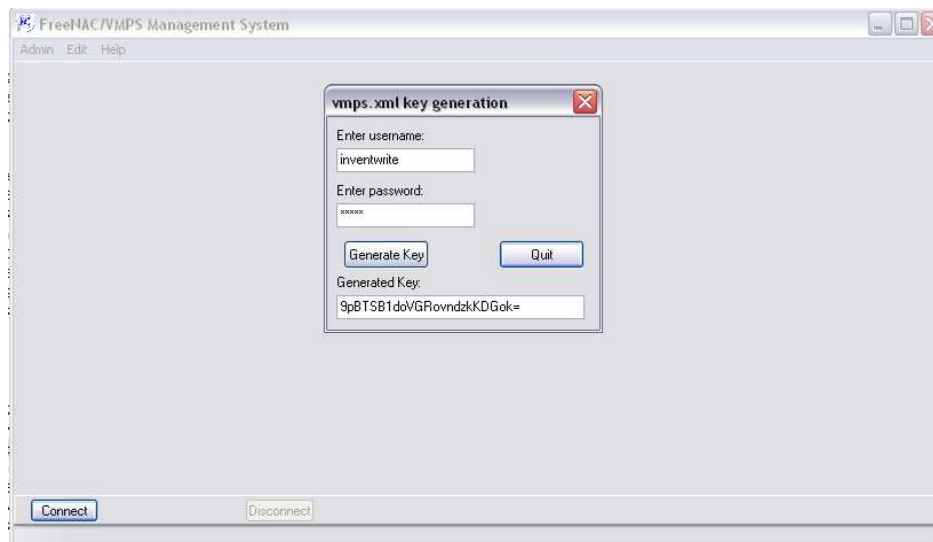 FreeNAC/VMPS Management System
Admin Edit Help
vmps.xml key generation
Enter username:
inventwrite
Enter password:
*****
Generate Key Quit
Generated Key:
9pBTSB1doVGRovndzkKDGok=
Connect Disconnect